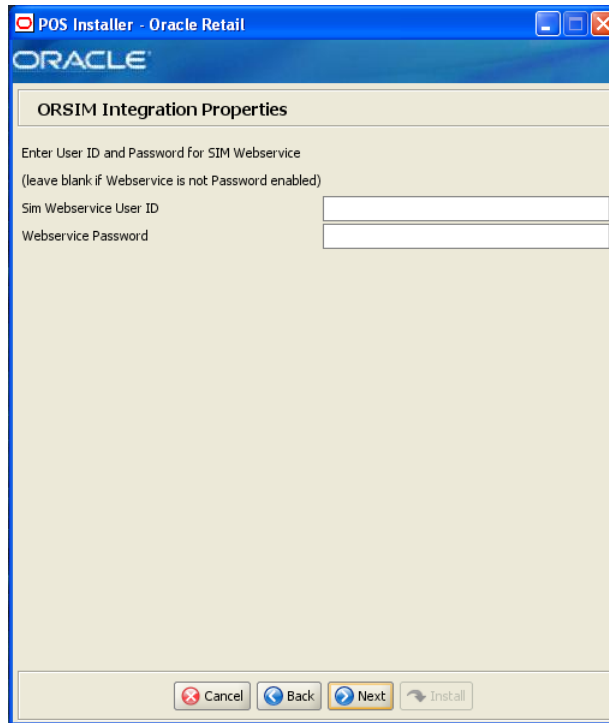 POS Installer - Oracle Retail
ORACLE
ORSIM Integration Properties
Enter User ID and Password for SIM Webservice
(leave blank if Webservice is not Password enabled)
Sim Webservice User ID
Webservice Password
Cancel Back Next Install